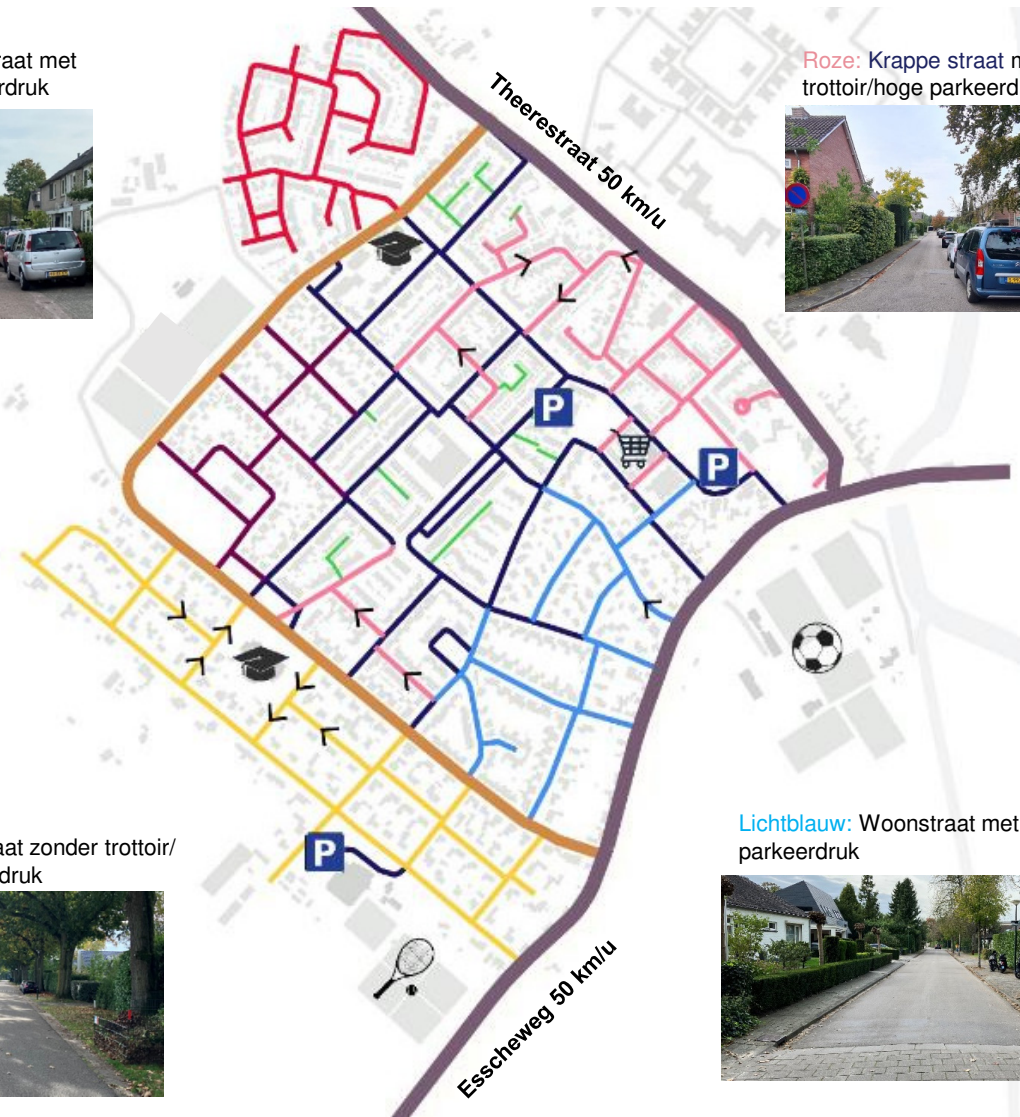 raat met
rdruk
Theerestraat 50 km/u
Roze: Krappe straat m
trottoir/hoge parkeerd
P
P
P
aat zonder trottoir/
druk
Lichtblauw: Woonstraat met
parkeerdruk
Esscheweg 50 km/u